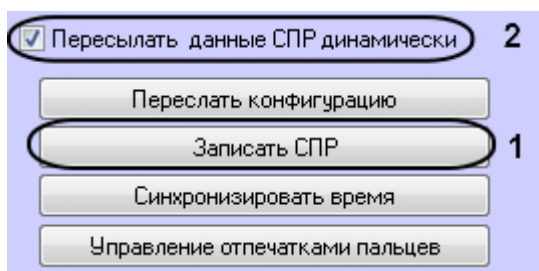 Пересылать данные СПР динамически 2
Переслать конфигурацию
Записать СПР 1
Синхронизировать время
Управление отпечатками пальцев